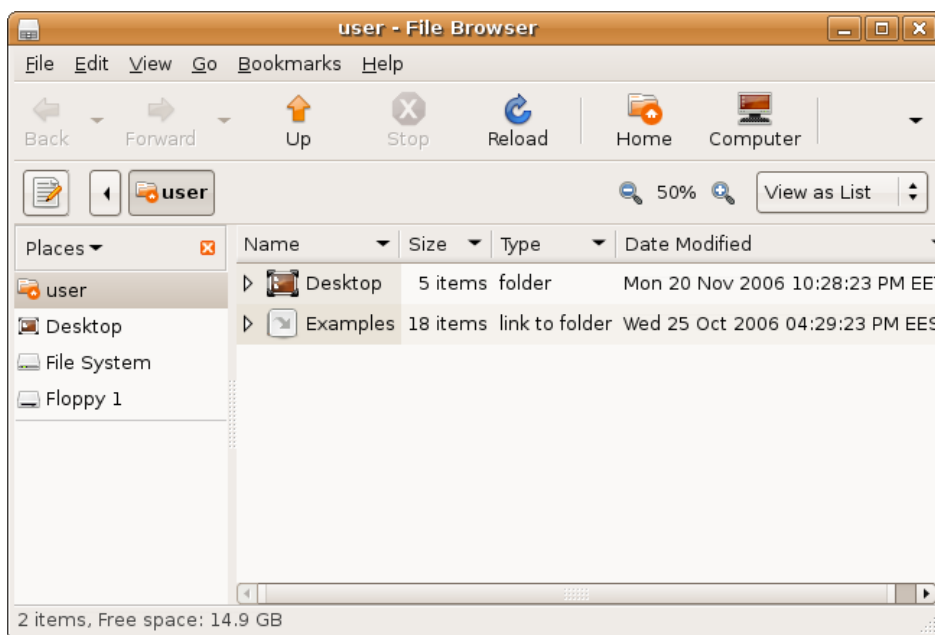 user - File Browser
File Edit View Go Bookmarks Help
Back Forward Up Stop Reload Home Computer
user 50% View as List
Places Name Size Type Date Modified
user Desktop 5 items folder Mon 20 Nov 2006 10:28:23 PM EE
Desktop Examples 18 items link to folder Wed 25 Oct 2006 04:29:23 PM EES
File System
Floppy 1
2 items, Free space: 14.9 GB